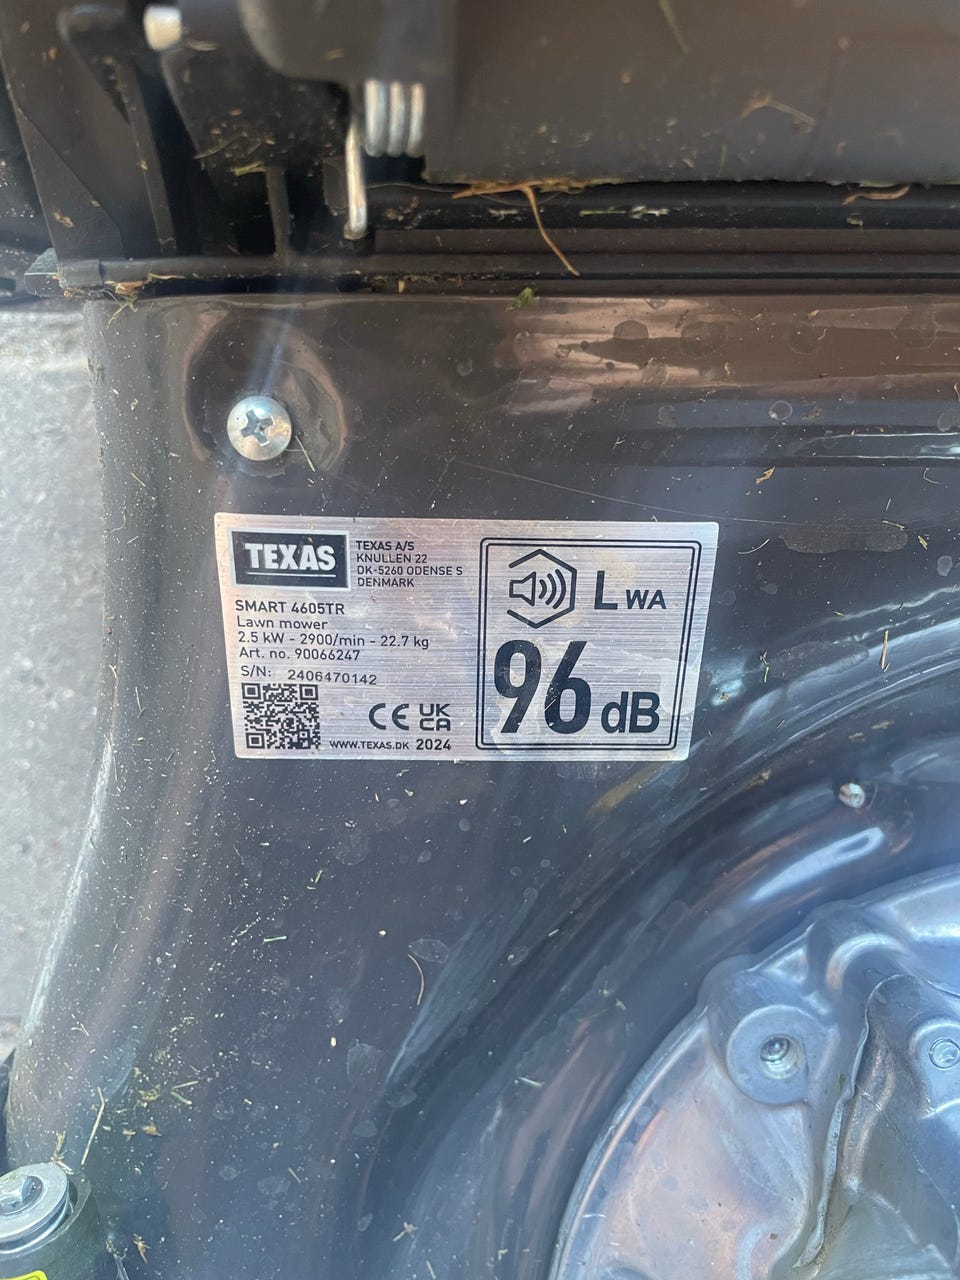 TEXAS
TEXAS A/S
KNULLEN 22
DK-5260 ODENSE S
DENMARK
SMART 4605TR
Lawn mower
2.5 kW - 2900/min - 22.7 kg
Art. no. 90066247
S/N: 2406470142
CE UK CA
WWW.TEXAS.DK 2024
LWA
96 dB